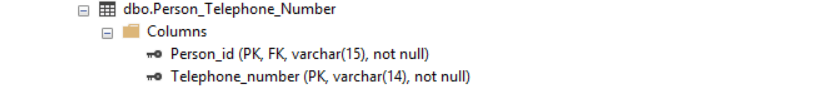 dbo.Person_Telephone_Number
Columns
Person_id (PK, FK, varchar(15), not null)
Telephone_number (PK, varchar(14), not null)